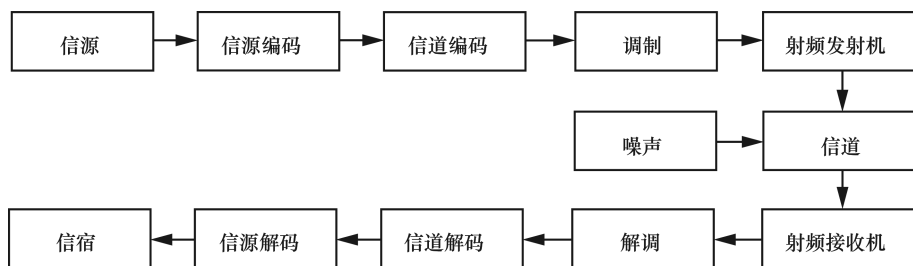 信源
信源编码
信道编码
调制
射频发射机
噪声
信道
信宿
信源解码
信道解码
解调
射频接收机